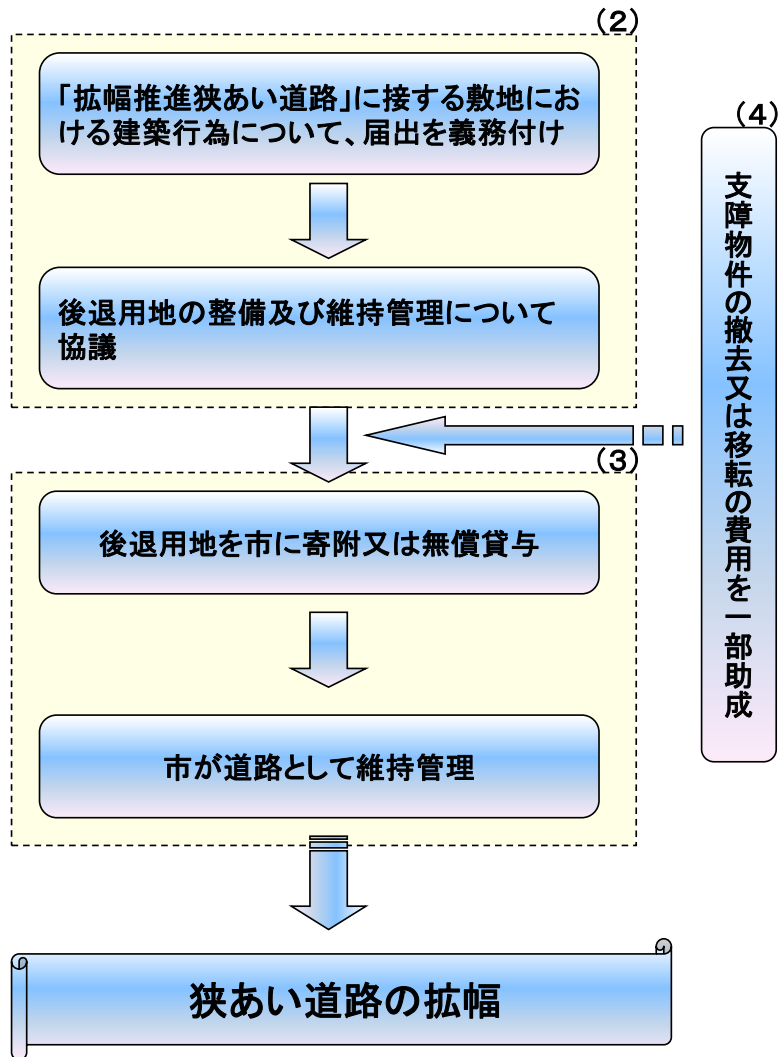 (2)
「拡幅推進狭あい道路」に接する敷地にお
ける建築行為について、届出を義務付け
後退用地の整備及び維持管理について
協議
(4)
支障物件の撤去又は移転の費用を一部助成
(3)
後退用地を市に寄附又は無償貸与
市が道路として維持管理
狭あい道路の拡幅